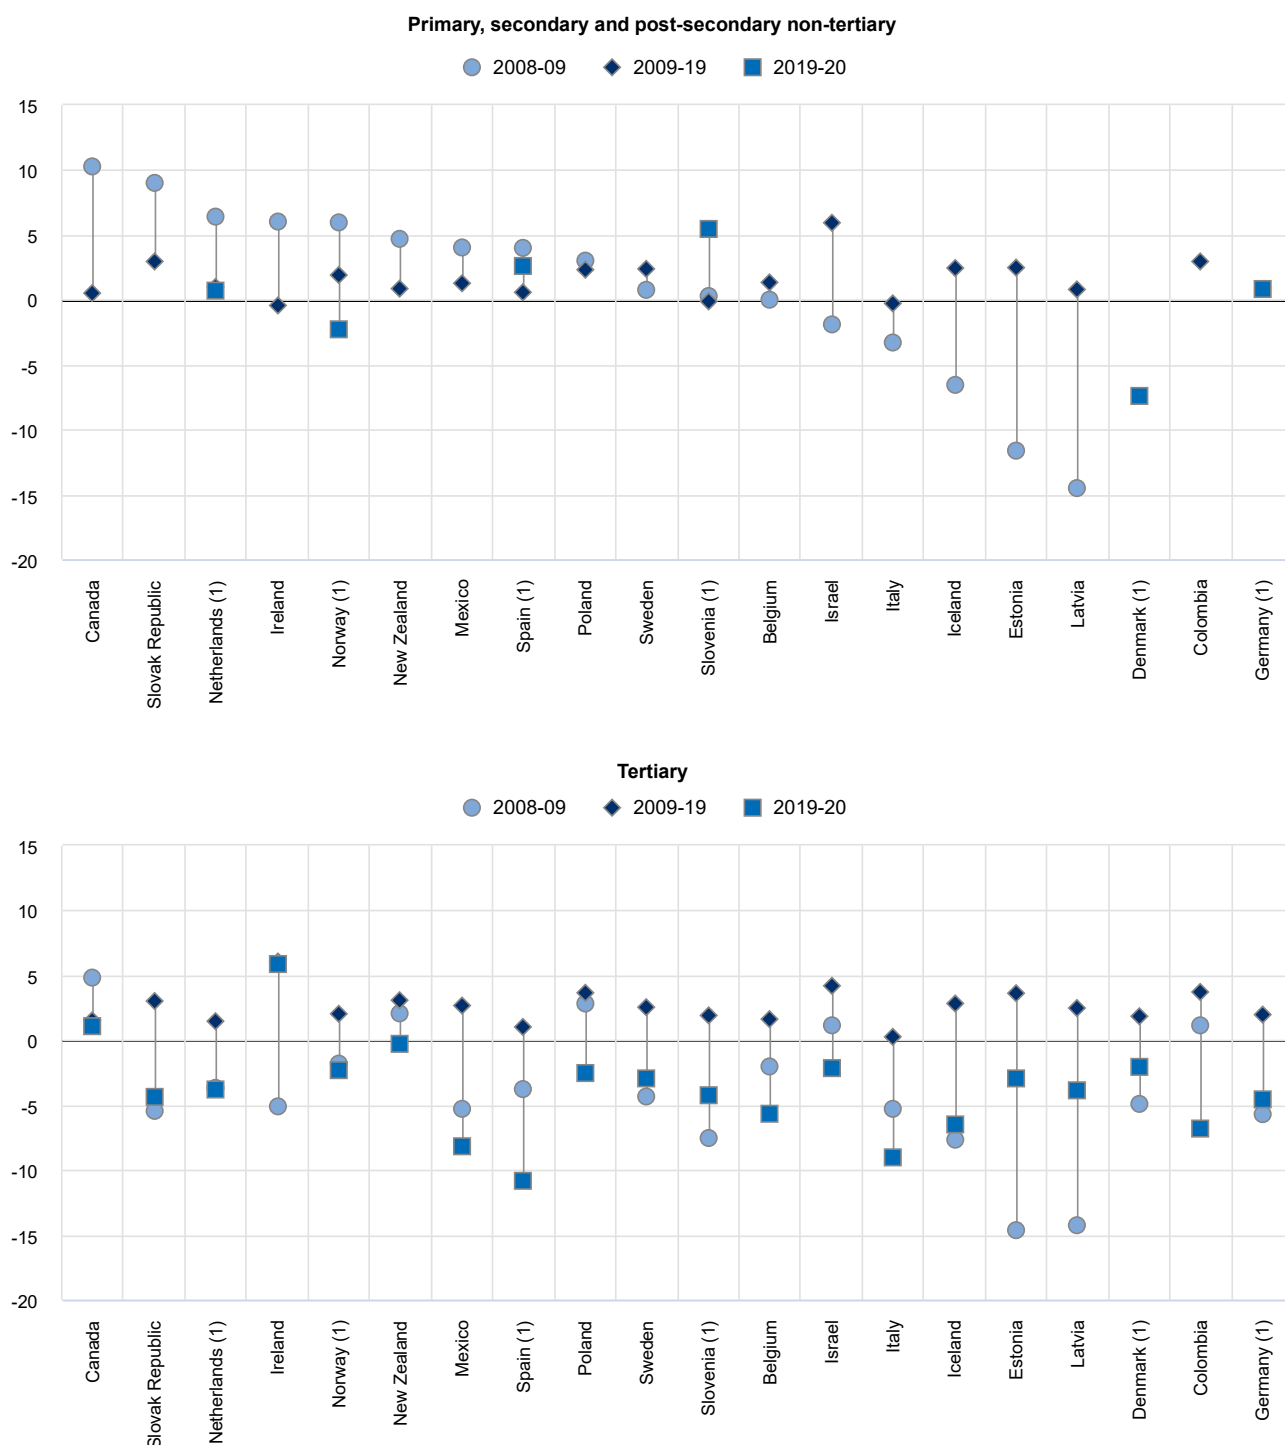 Primary, secondary and post-secondary non-tertiary
2008-09 2009-19 2019-20
15
10
5
0
-5
-10
-15
-20
Canada
Slovak Republic
Netherlands (1)
Ireland
Norway (1)
New Zealand
Mexico
Spain (1)
Poland
Sweden
Slovenia (1)
Belgium
Israel
Italy
Iceland
Estonia
Latvia
Denmark (1)
Colombia
Germany (1)
Tertiary
2008-09 2009-19 2019-20
15
10
5
0
-5
-10
-15
-20
Canada
Slovak Republic
Netherlands (1)
Ireland
Norway (1)
New Zealand
Mexico
Spain (1)
Poland
Sweden
Slovenia (1)
Belgium
Israel
Italy
Iceland
Estonia
Latvia
Denmark (1)
Colombia
Germany (1)